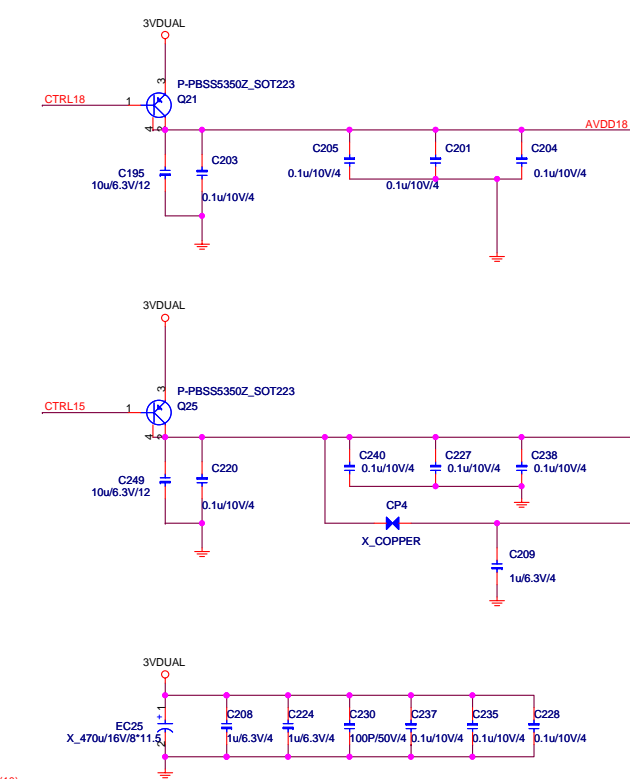 3VDUAL
3
P-PBSS5350Z_SOT223
CTRL18
1
Q21
4
2
AVDD18
C195
10u/6.3V/12
C203
0.1u/10V/4
C205
0.1u/10V/4
C201
0.1u/10V/4
C204
0.1u/10V/4
3VDUAL
3
P-PBSS5350Z_SOT223
CTRL15
1
Q25
4
2
C249
10u/6.3V/12
C220
0.1u/10V/4
C240
0.1u/10V/4
C227
0.1u/10V/4
C238
0.1u/10V/4
CP4
X_COPPER
C209
1u/6.3V/4
3VDUAL
1
+
EC25
X_470u/16V/8*11.5
2
C208
1u/6.3V/4
C224
1u/6.3V/4
C230
100P/50V/4
C237
0.1u/10V/4
C235
0.1u/10V/4
C228
0.1u/10V/4